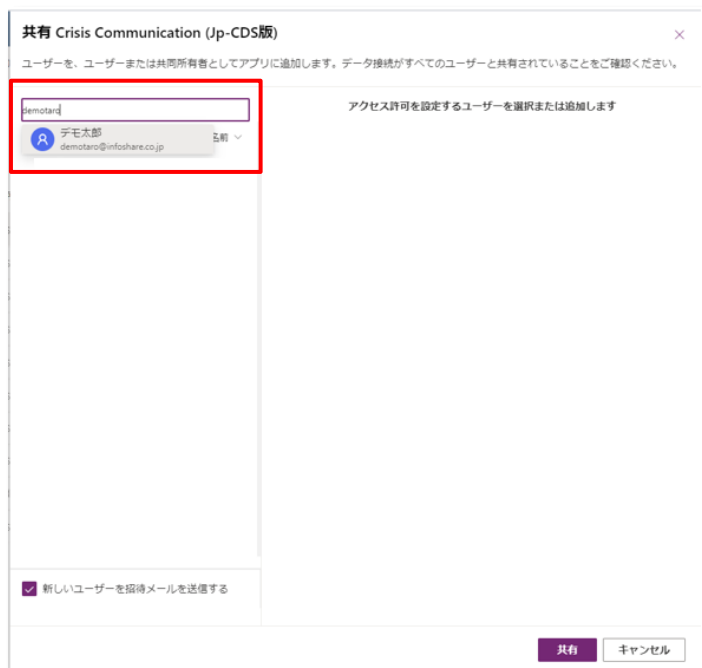 共有 Crisis Communication (Jp-CDS版)
ユーザーを、ユーザーまたは共同所有者としてアプリに追加します。データ接続がすべてのユーザーと共有されていることをご確認ください。
demotaro
アクセス許可を設定するユーザーを選択または追加します
デモ太郎
名前
demotaro@infoshare.co.jp
新しいユーザーを招待メールを送信する
共有
キャンセル